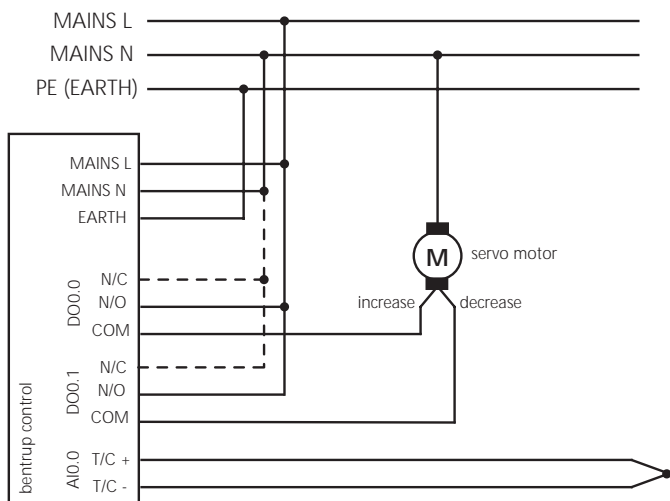 MAINS L
MAINS N
PE (EARTH)
MAINS L
MAINS N
EARTH
M
servo motor
N/C
DO0.0
N/O
increase
decrease
COM
N/C
DO0.1
N/O
COM
bentrup control
AI0.0
T/C +
T/C -